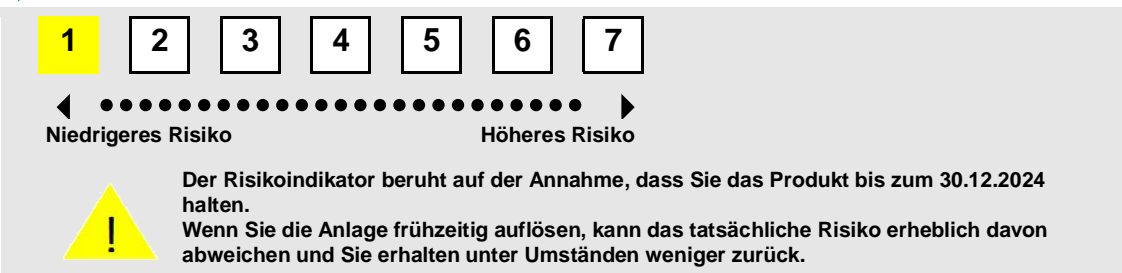 1 2 3 4 5 6 7
Niedrigeres Risiko Höheres Risiko
Der Risikoindikator beruht auf der Annahme, dass Sie das Produkt bis zum 30.12.2024
halten.
! Wenn Sie die Anlage frühzeitig auflösen, kann das tatsächliche Risiko erheblich davon
abweichen und Sie erhalten unter Umständen weniger zurück.